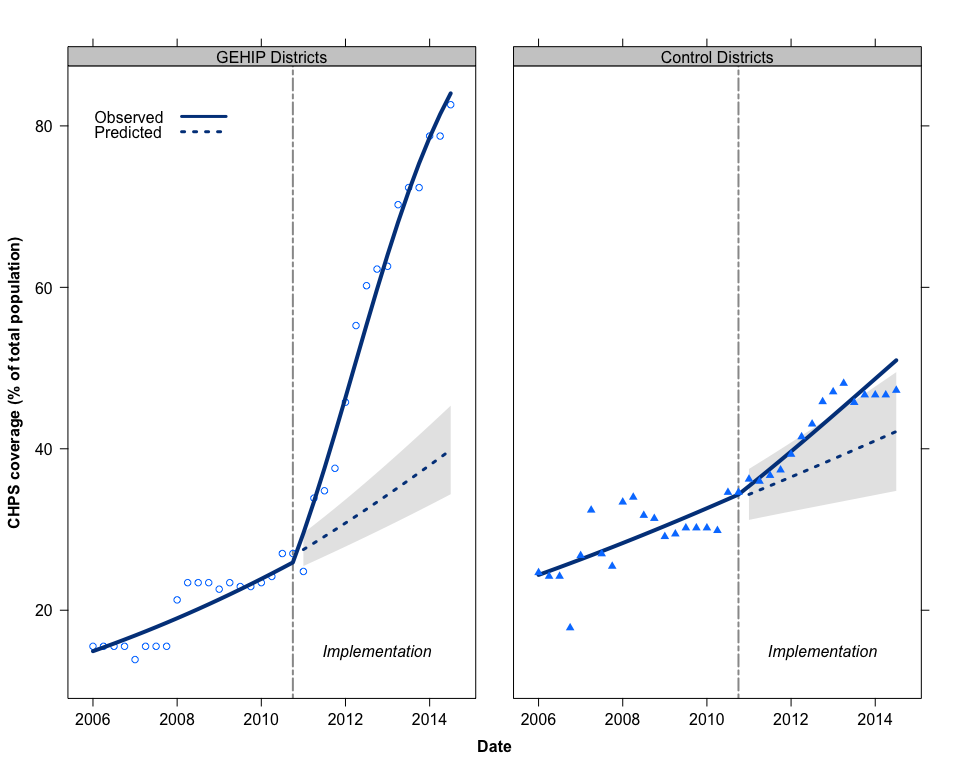 GEHIP Districts
Control Districts
Observed
Predicted
80
60
40
20
CHPS coverage (% of total population)
Implementation
Implementation
2006 2008 2010 2012 2014
2006 2008 2010 2012 2014
Date